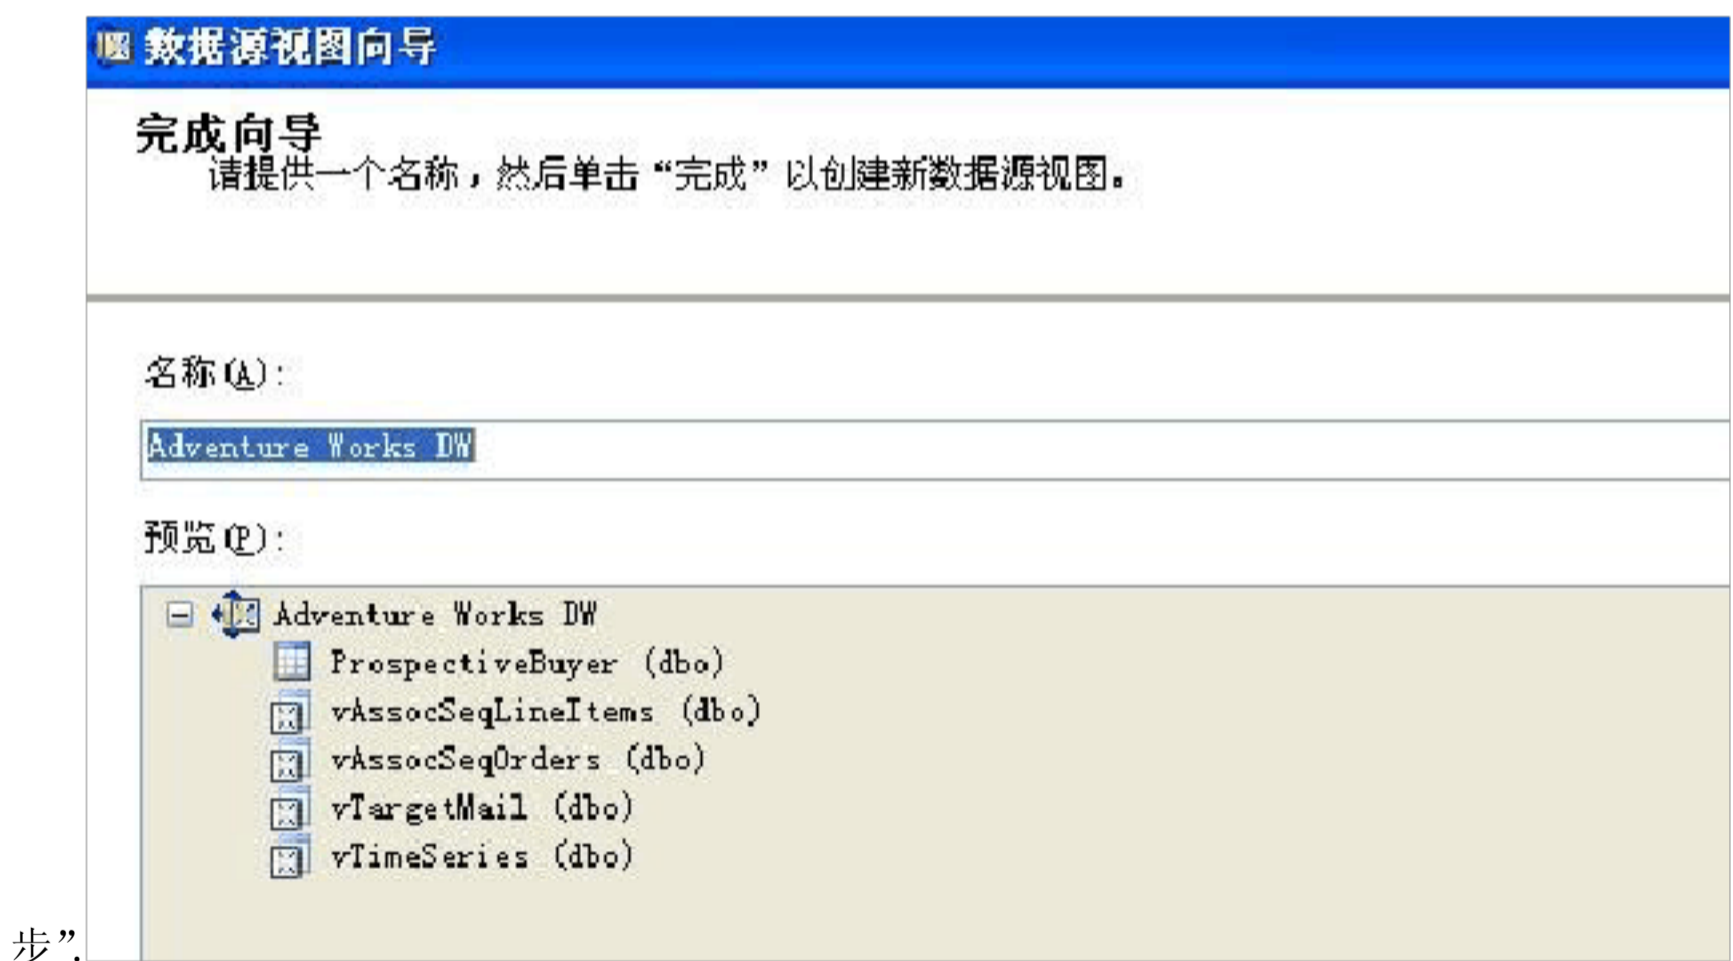 数据源视图向导
完成向导
请提供一个名称，然后单击“完成”以创建新数据源视图。
名称(A):
Adventure Works DW
预览(P):
Adventure Works DW
ProspectiveBuyer (dbo)
vAssocSeqLineItems (dbo)
vAssocSeqOrders (dbo)
vTargetMail (dbo)
vTimeSeries (dbo)
步”.